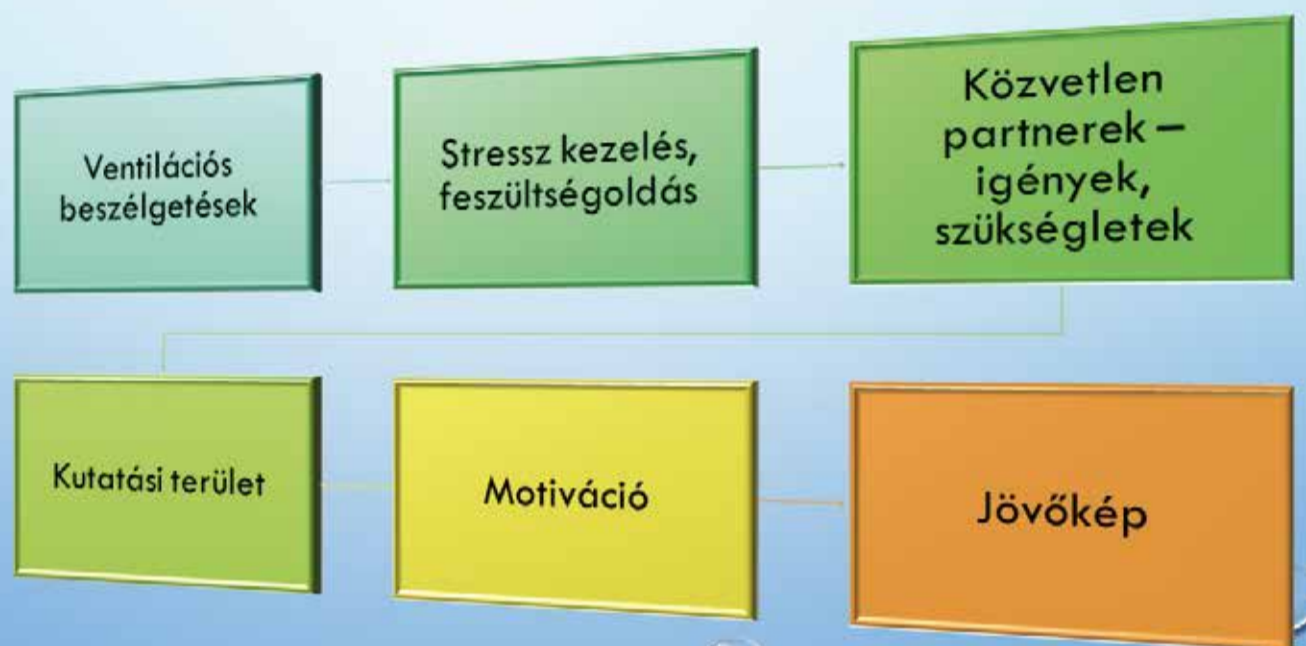 Ventilációs
beszélgetések
Stressz kezelés,
feszültségoldás
Közvetlen
partnerek –
igények,
szükségletek
Kutatási terület
Motiváció
Jövőkép